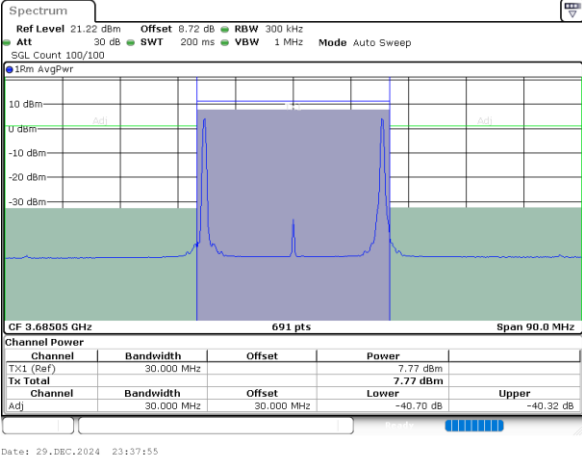 Spectrum
Ref Level 21.22 dBm Offset 8.72 dB RBW 300 kHz
Att 30 dB SWT 200 ms VBW 1 MHz Mode Auto Sweep
SGL Count 100/100
1Rm AvgPwr
10 dBm
Adj Adj
0 dBm
-10 dBm
-20 dBm
-30 dBm
CF 3.68505 GHz 691 pts Span 90.0 MHz
Channel Power
Channel Bandwidth Offset Power
TX1 (Ref) 30.000 MHz 7.77 dBm
Tx Total 7.77 dBm
Channel Bandwidth Offset Lower Upper
Adj 30.000 MHz 30.000 MHz -40.70 dB -40.32 dB
Ready
Date: 29.DEC.2024 23:37:55